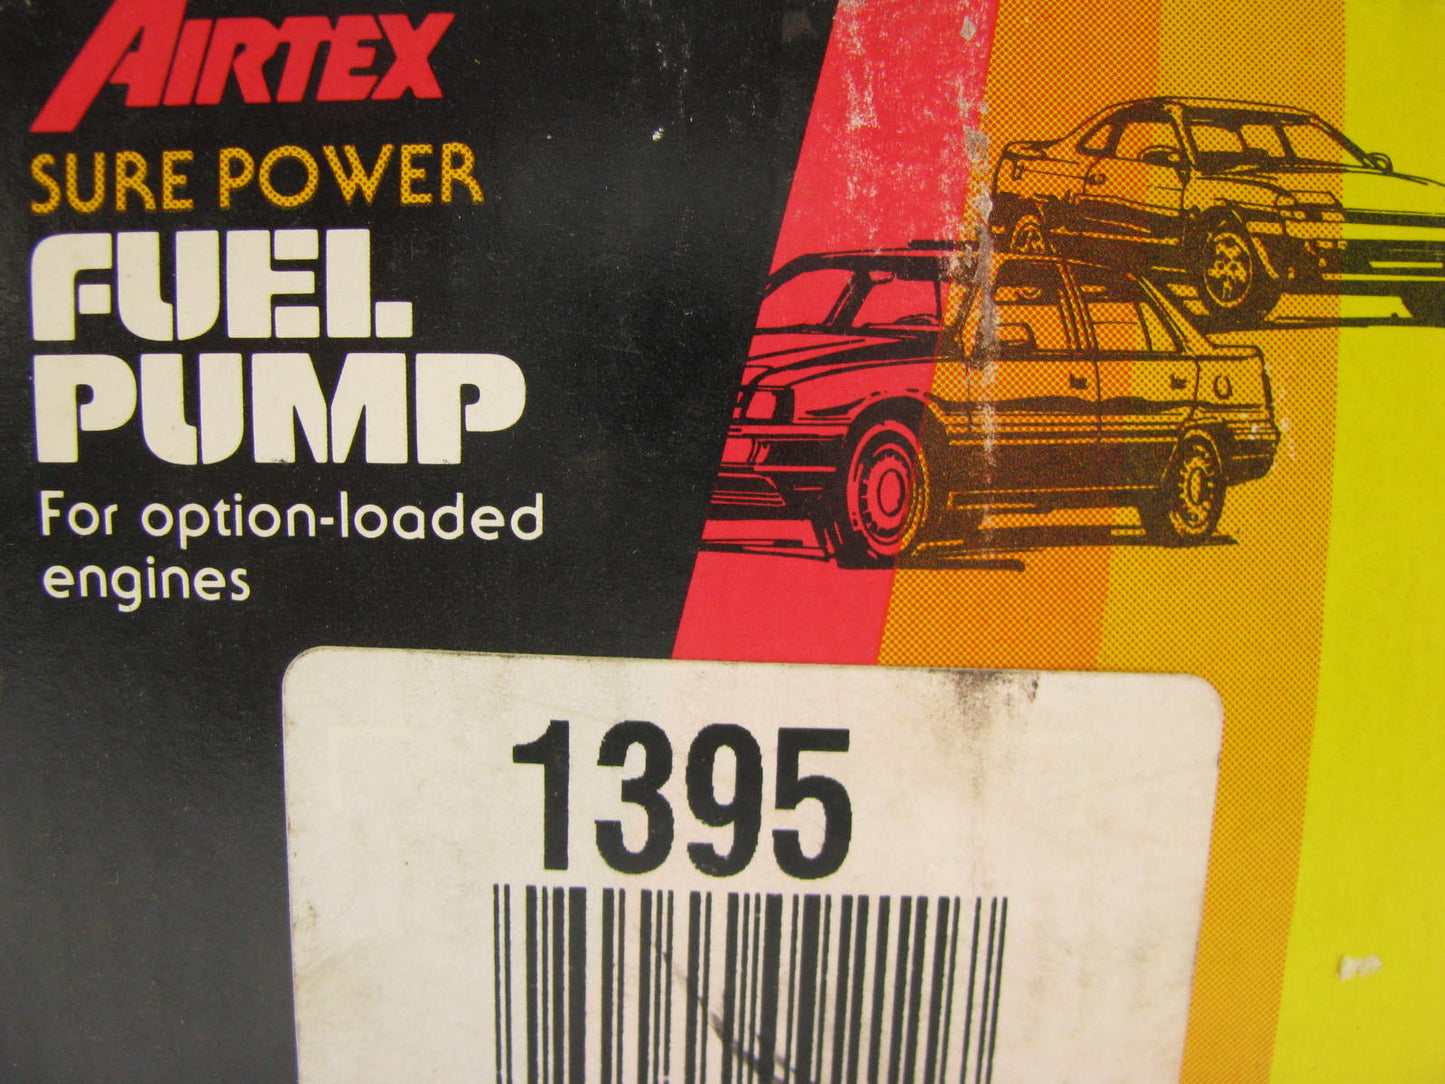 AIRTEX
SURE POWER
FUEL
PUMP
For option-loaded
engines
1395